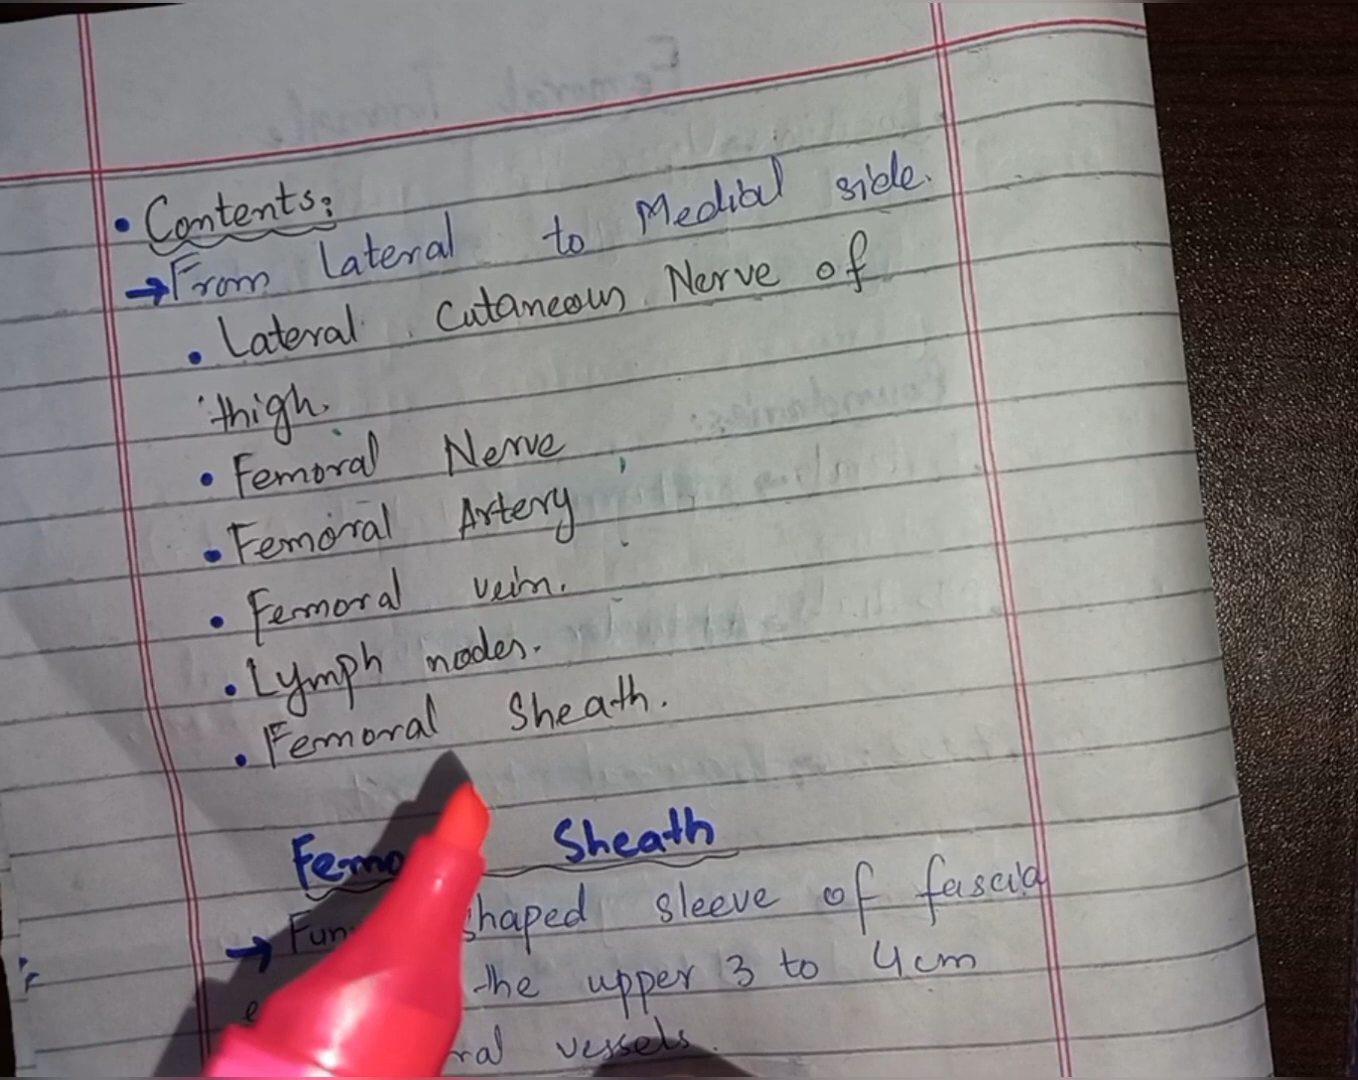 • Contents:
→ From Lateral to Medial side.
• Lateral Cutaneous Nerve of
thigh.
• Femoral Nerve
• Femoral Artery
• Femoral vein.
• Lymph nodes.
• Femoral Sheath.
Sheath
→ shaped sleeve of fascia
the upper 3 to 4cm
vessels.